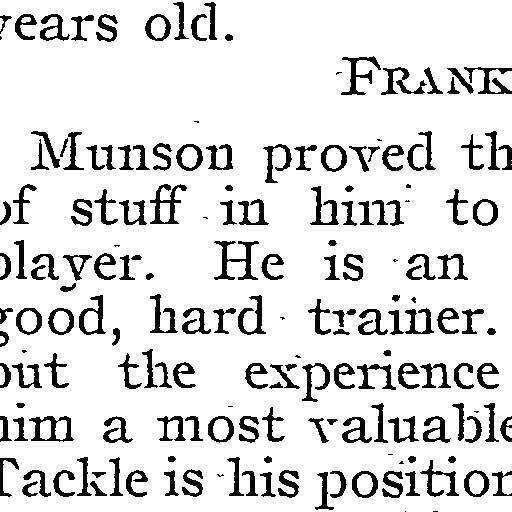 years old.
FRANK
Munson proved th
of stuff in him to
player. He is an
good, hard trainer.
but the experience
him a most valuable
Tackle is his position